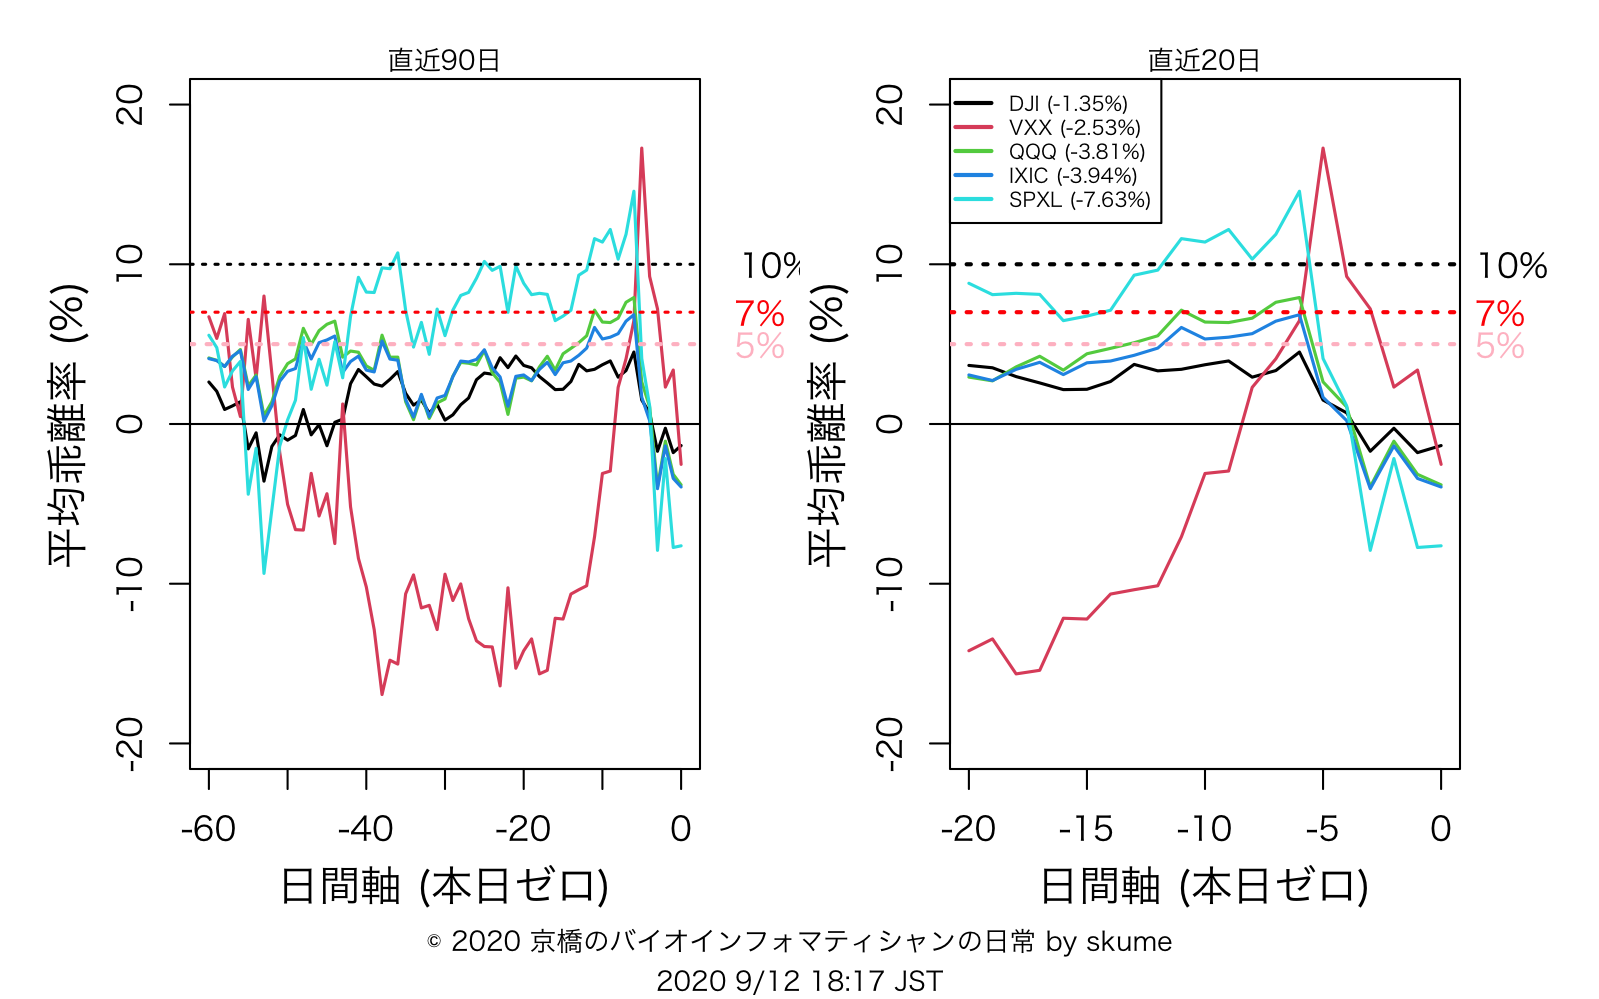 直近90日
20
10
0
-10
-20
平均乖離率 (%)
-60
-40
-20
0
日間軸 (本日ゼロ)
10%
7%
5%
直近20日
DJI (-1.35%)
VXX (-2.53%)
QQQ (-3.81%)
IXIC (-3.94%)
SPXL (-7.63%)
20
10
0
-10
-20
平均乖離率 (%)
-20
-15
-10
-5
0
日間軸 (本日ゼロ)
10%
7%
5%
© 2020 京橋のバイオインフォマティシャンの日常 by skume
2020 9/12 18:17 JST